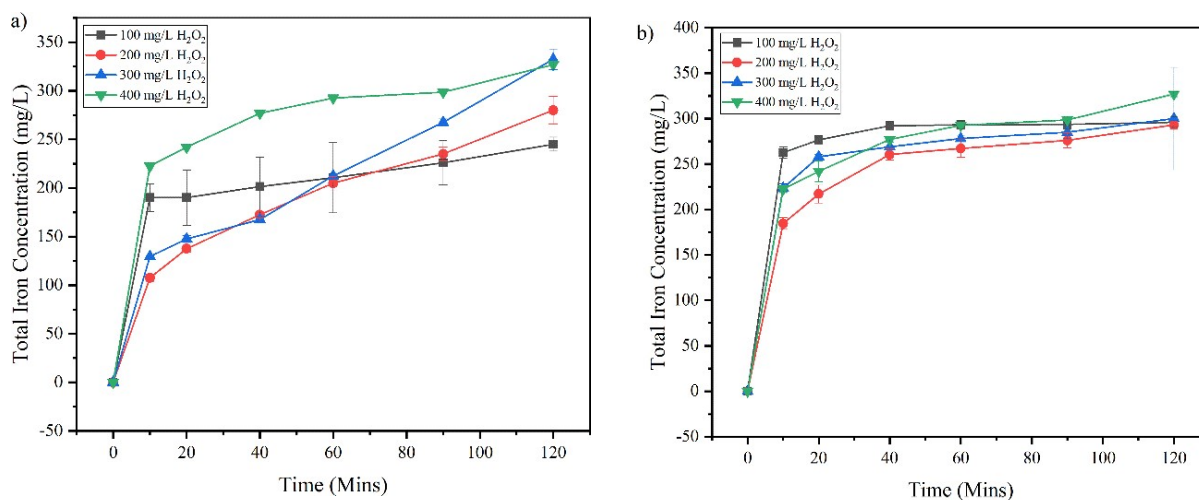 a)
100 mg/L H₂O₂
200 mg/L H₂O₂
300 mg/L H₂O₂
400 mg/L H₂O₂
Total Iron Concentration (mg/L)
350
300
250
200
150
100
50
0
-50
0
20
40
60
80
100
120
Time (Mins)
b)
100 mg/L H₂O₂
200 mg/L H₂O₂
300 mg/L H₂O₂
400 mg/L H₂O₂
Total Iron Concentration (mg/L)
400
350
300
250
200
150
100
50
0
-50
0
20
40
60
80
100
120
Time (Mins)